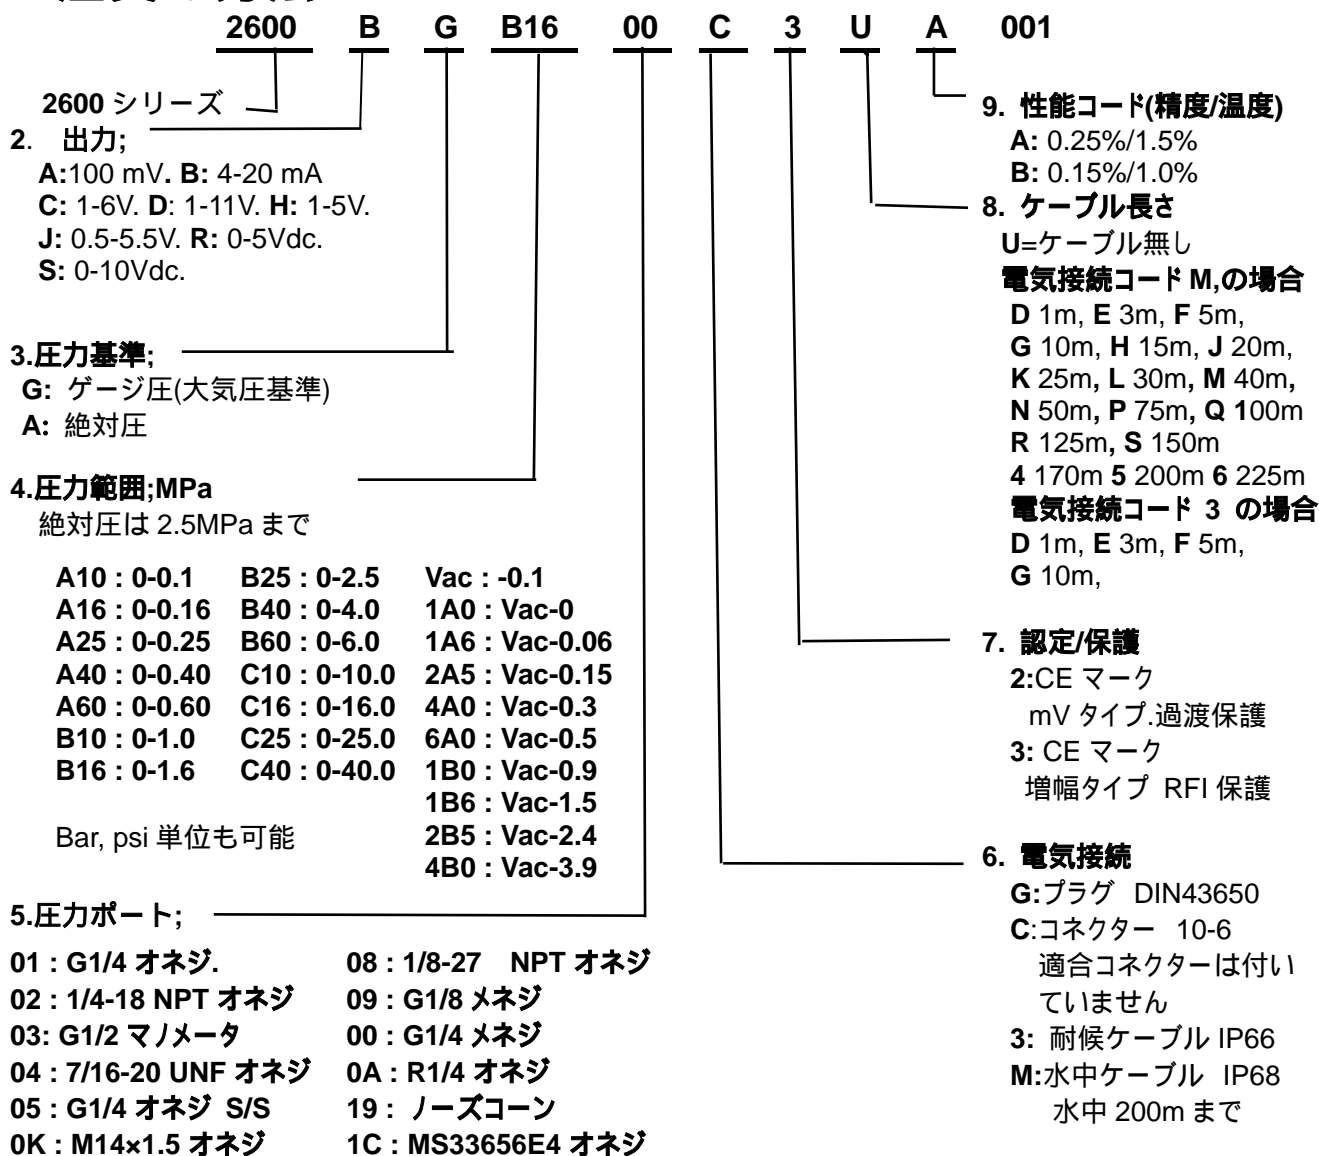 2600 B G B16 00 C 3 U A 001
2600 シリーズ
2. 出力;
A:100 mV. B: 4-20 mA
C: 1-6V. D: 1-11V. H: 1-5V.
J: 0.5-5.5V. R: 0-5Vdc.
S: 0-10Vdc.
3.圧力基準;
G: ゲージ圧(大気圧基準)
A: 絶対圧
4.圧力範囲;MPa
絶対圧は 2.5MPa まで
A10 : 0-0.1 B25 : 0-2.5 Vac : -0.1
A16 : 0-0.16 B40 : 0-4.0 1A0 : Vac-0
A25 : 0-0.25 B60 : 0-6.0 1A6 : Vac-0.06
A40 : 0-0.40 C10 : 0-10.0 2A5 : Vac-0.15
A60 : 0-0.60 C16 : 0-16.0 4A0 : Vac-0.3
B10 : 0-1.0 C25 : 0-25.0 6A0 : Vac-0.5
B16 : 0-1.6 C40 : 0-40.0 1B0 : Vac-0.9
1B6 : Vac-1.5
Bar, psi 単位も可能 2B5 : Vac-2.4
4B0 : Vac-3.9
5.圧力ポート;
01 : G1/4 オネジ. 08 : 1/8-27 NPT オネジ
02 : 1/4-18 NPT オネジ 09 : G1/8 メネジ
03: G1/2 マノメータ 00 : G1/4 メネジ
04 : 7/16-20 UNF オネジ 0A : R1/4 オネジ
05 : G1/4 オネジ S/S 19 : ノーズコーン
0K : M14×1.5 オネジ 1C : MS33656E4 オネジ
9. 性能コード(精度/温度)
A: 0.25%/1.5%
B: 0.15%/1.0%
8. ケーブル長さ
U=ケーブル無し
電気接続コード M,の場合
D 1m, E 3m, F 5m,
G 10m, H 15m, J 20m,
K 25m, L 30m, M 40m,
N 50m, P 75m, Q 100m
R 125m, S 150m
4 170m 5 200m 6 225m
電気接続コード 3 の場合
D 1m, E 3m, F 5m,
G 10m,
7. 認定/保護
2:CE マーク
mV タイプ.過渡保護
3: CE マーク
増幅タイプ RFI 保護
6. 電気接続
G:プラグ DIN43650
C:コネクター 10-6
適合コネクターは付い
ていません
3: 耐候ケーブル IP66
M:水中ケーブル IP68
水中 200m まで